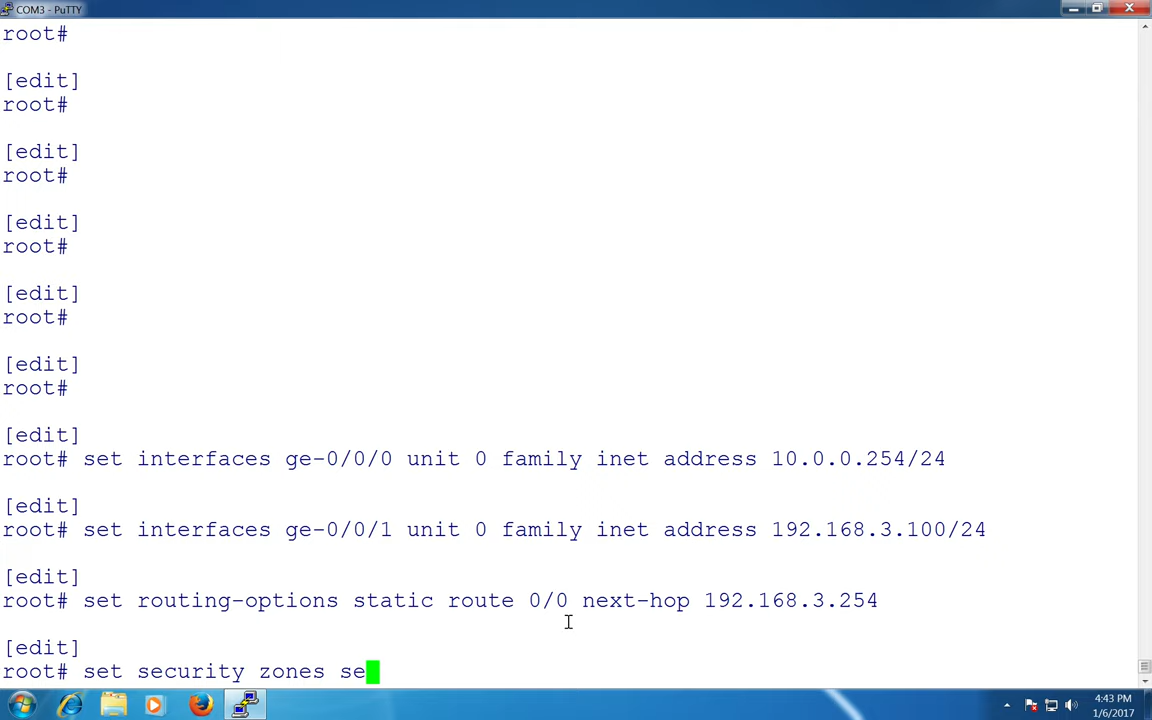 COM3 - PuTTY
root#
[edit]
root#
[edit]
root#
[edit]
root#
[edit]
root#
[edit]
root#
[edit]
root# set interfaces ge-0/0/0 unit 0 family inet address 10.0.0.254/24
[edit]
root# set interfaces ge-0/0/1 unit 0 family inet address 192.168.3.100/24
[edit]
root# set routing-options static route 0/0 next-hop 192.168.3.254
[edit]
root# set security zones se
4:43 PM
1/6/2017